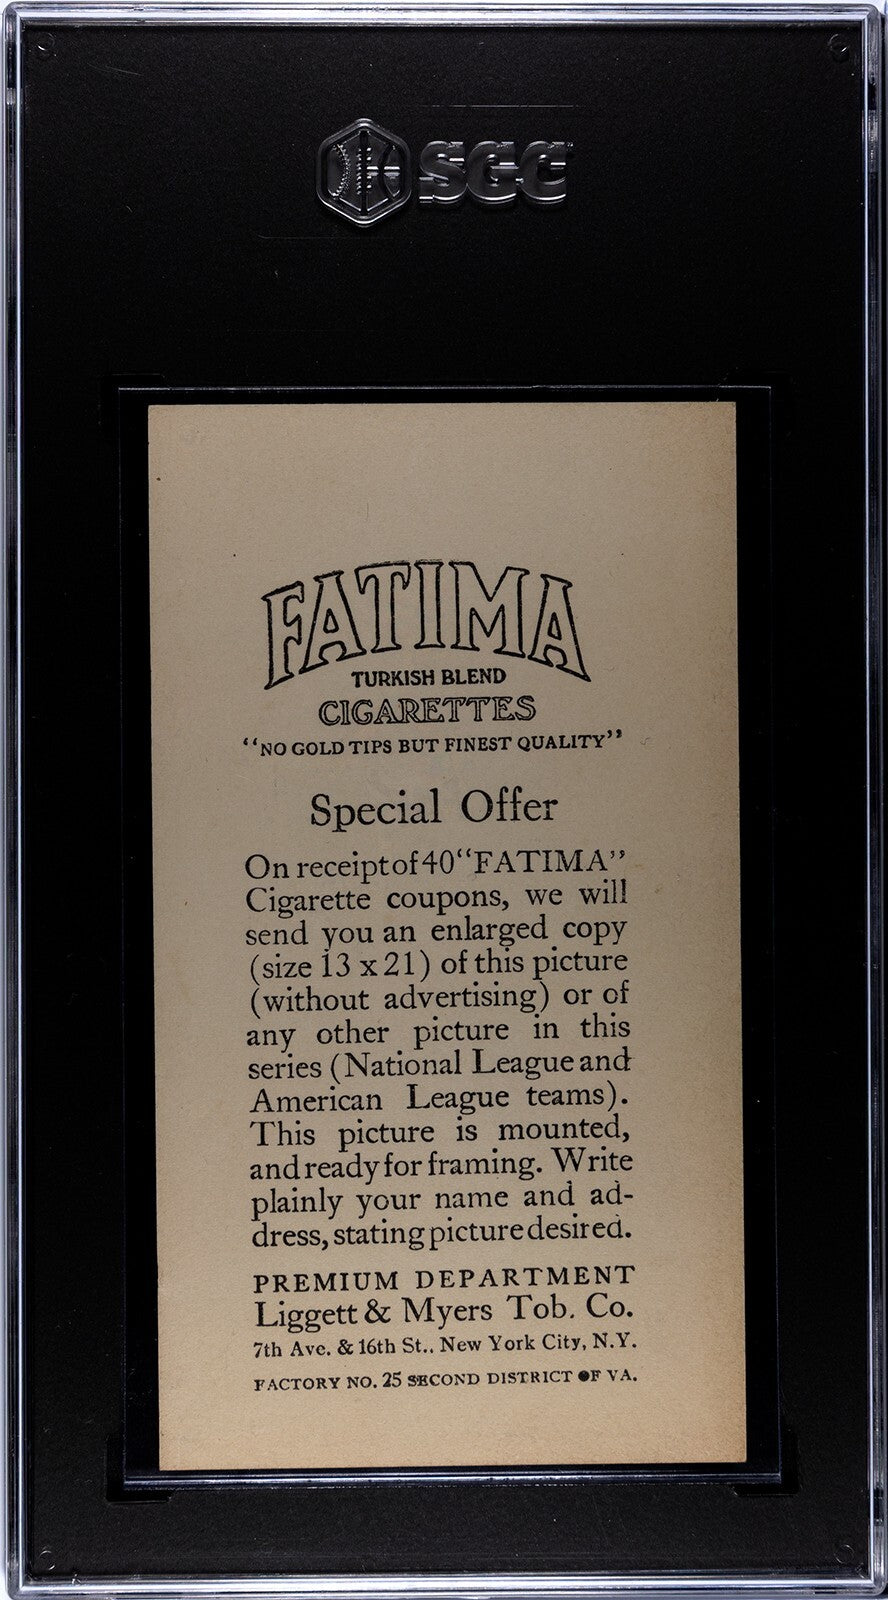 SGC
FATIMA
TURKISH BLEND
CIGARETTES
“NO GOLD TIPS BUT FINEST QUALITY”
Special Offer
On receipt of 40 “FATIMA”
Cigarette coupons, we will
send you an enlarged copy
(size 13 x 21) of this picture
(without advertising) or of
any other picture in this
series (National League and
American League teams).
This picture is mounted,
and ready for framing. Write
plainly your name and ad-
dress, stating picture desired.
PREMIUM DEPARTMENT
Liggett & Myers Tob. Co.
7th Ave. & 16th St., New York City, N.Y.
FACTORY NO. 25 SECOND DISTRICT OF VA.